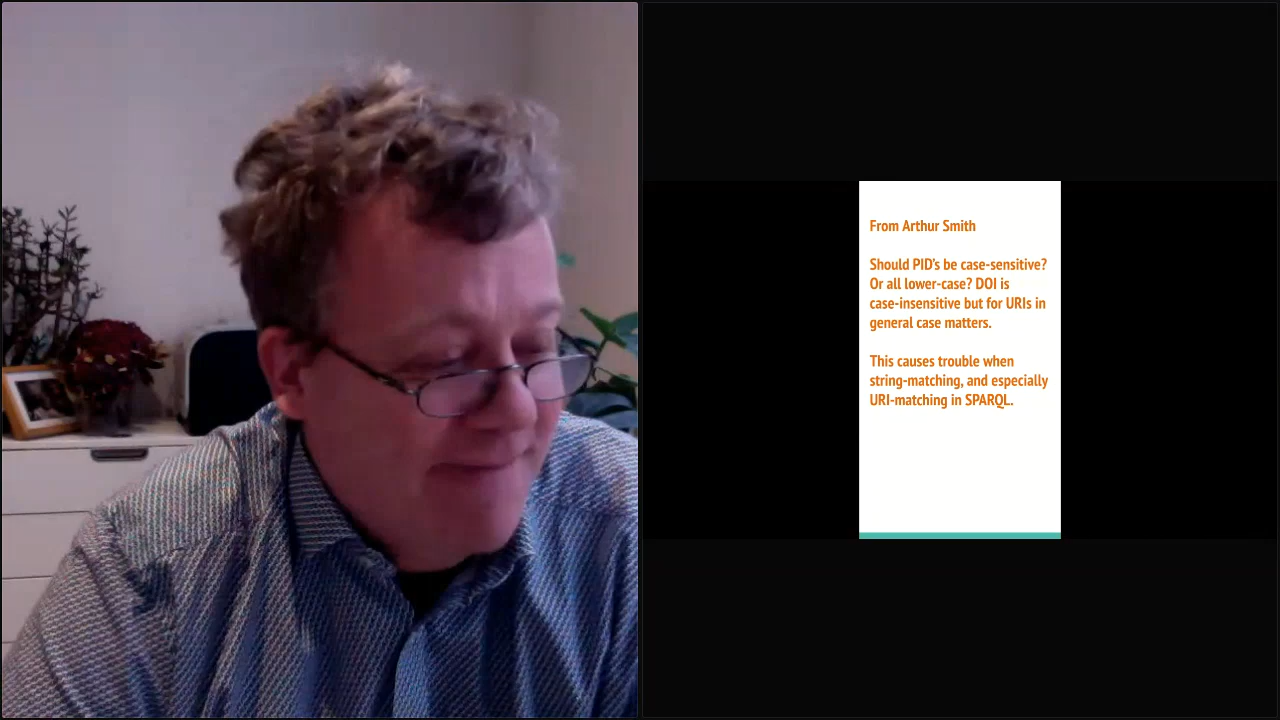 From Arthur Smith
Should PID's be case-sensitive?
Or all lower-case? DOI is
case-insensitive but for URIs in
general case matters.
This causes trouble when
string-matching, and especially
URI-matching in SPARQL.